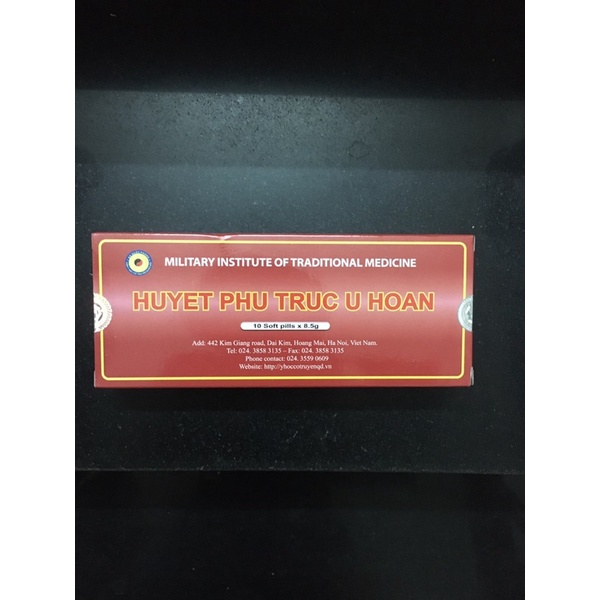 MILITARY INSTITUTE OF TRADITIONAL MEDICINE
HUYET PHU TRUC U HOAN
10 Soft pills x 8.5g
Add: 442 Kim Giang road, Dai Kim, Hoang Mai, Ha Noi, Viet Nam.
Tel: 024. 3858 3135 – Fax: 024. 3858 3135
Phone contact: 024. 3559 0609
Website: http://yhoccotruyenqd.vn